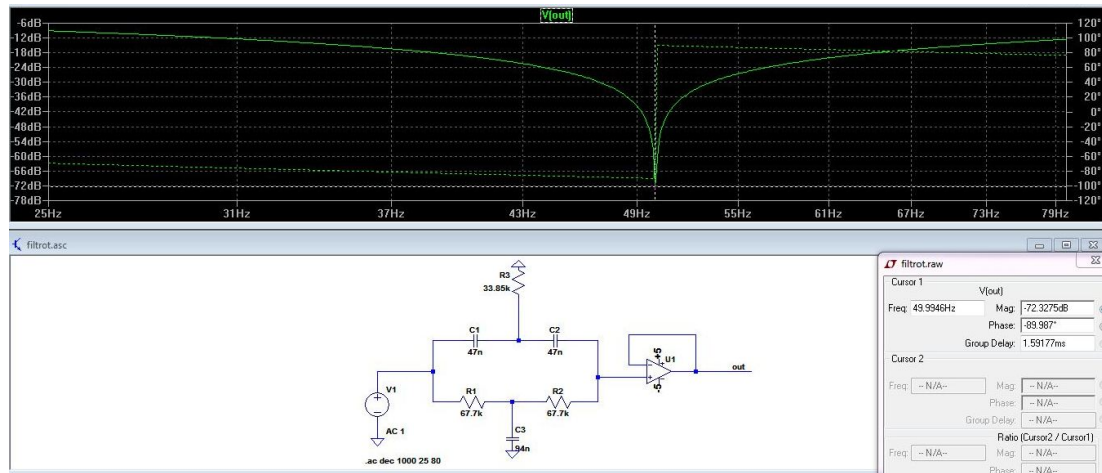 V(out)
-6dB
-12dB
-18dB
-24dB
-30dB
-36dB
-42dB
-48dB
-54dB
-60dB
-66dB
-72dB
-78dB
120°
100°
80°
60°
40°
20°
0°
-20°
-40°
-60°
-80°
-100°
-120°
25Hz 31Hz 37Hz 43Hz 49Hz 55Hz 61Hz 67Hz 73Hz 79Hz
filtrot.asc
R3
33.85k
C1
47n
C2
47n
R1
67.7k
R2
67.7k
C3
94n
V1
AC 1
+5
U1
-5
out
.ac dec 1000 25 80
filtrot.raw
Cursor 1
V(out)
Freq: 49.9946Hz Mag: -72.3275dB
Phase: -89.987°
Group Delay: 1.59177ms
Cursor 2
Freq: -- N/A-- Mag: -- N/A--
Phase: -- N/A--
Group Delay: -- N/A--
Ratio (Cursor2 / Cursor1)
Freq: -- N/A-- Mag: -- N/A--
Phase: -- N/A--